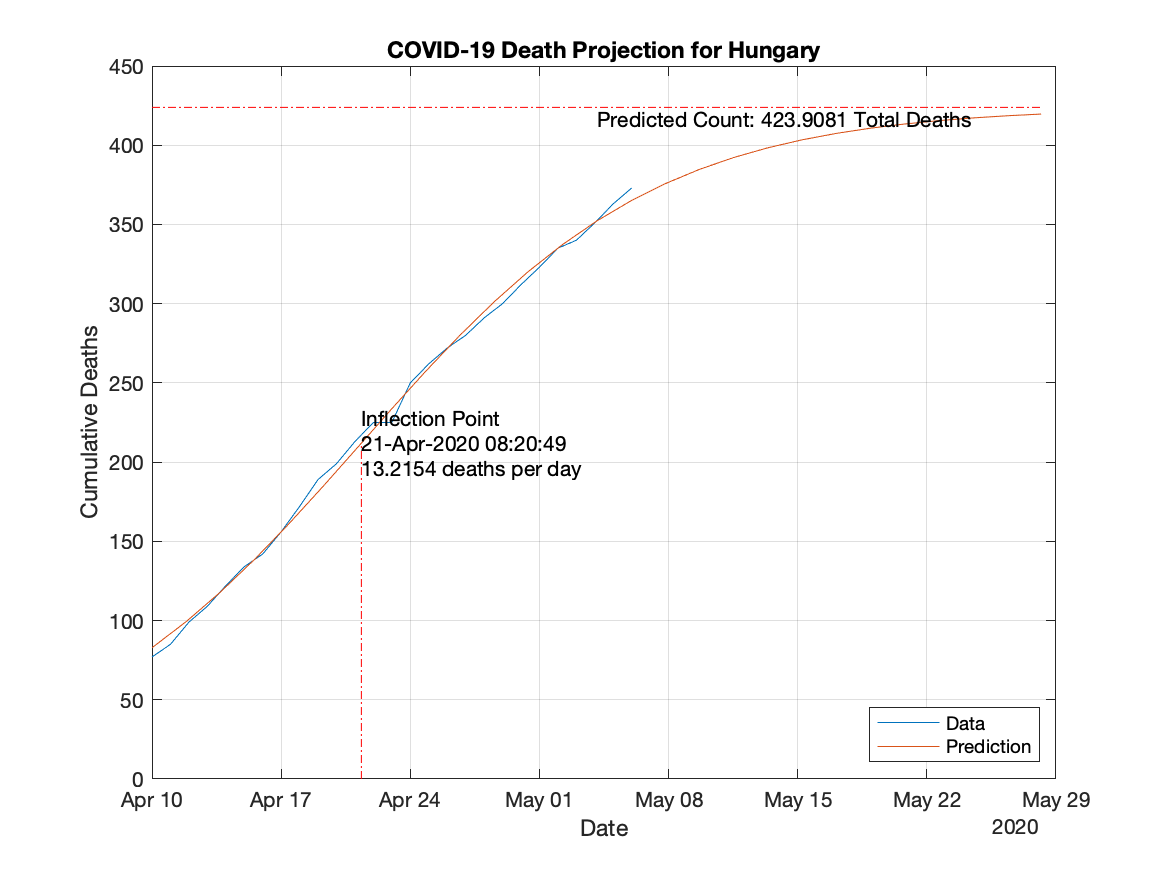 COVID-19 Death Projection for Hungary
450
400
350
300
250
200
150
100
50
0
Cumulative Deaths
Predicted Count: 423.9081 Total Deaths
Inflection Point
21-Apr-2020 08:20:49
13.2154 deaths per day
Data
Prediction
Apr 10 Apr 17 Apr 24 May 01 May 08 May 15 May 22 May 29
Date
2020